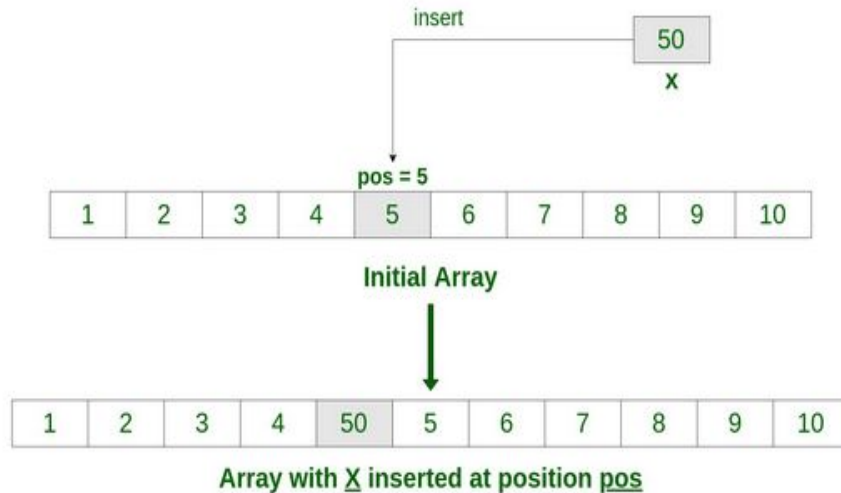 insert
50
X
pos = 5
1 2 3 4 5 6 7 8 9 10
Initial Array
1 2 3 4 50 5 6 7 8 9 10
Array with X inserted at position pos